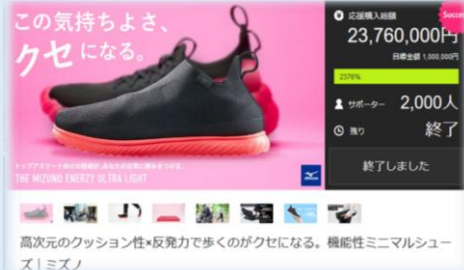 この気持ちよさ、
クセになる。
THE MIZUNO ENERZY ULTRA LIGHT
応援購入総額
Succe
23,760,000円
目標金額 1,000,000円
2376%
サポーター 2,000人
残り 終了
終了しました
高次元のクッション性×反発力で歩くのがクセになる。機能性ミニマルシュー
ズ｜ミズノ